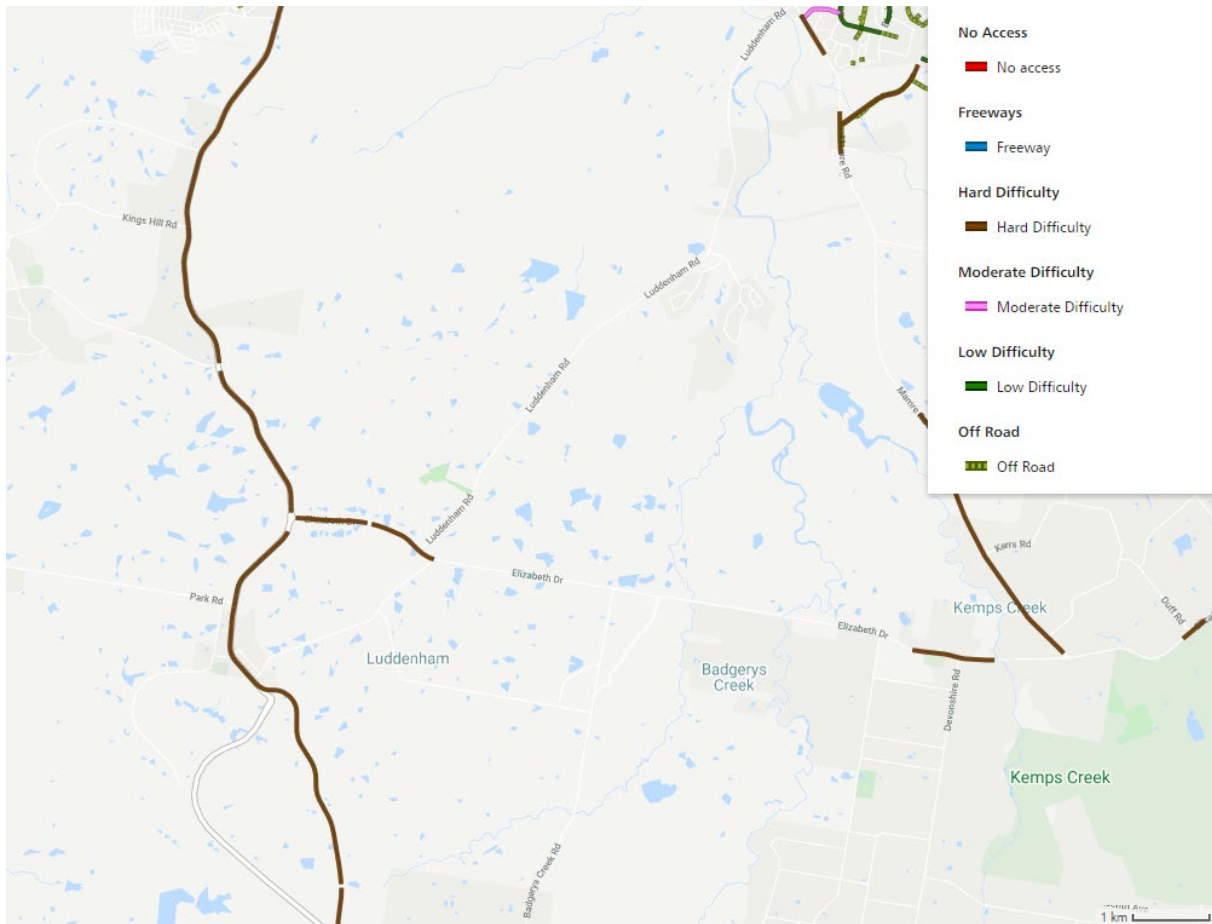 Luddenham Rd
No Access
No access
Freeways
Freeway
Hard Difficulty
Hard Difficulty
Moderate Difficulty
Moderate Difficulty
Low Difficulty
Low Difficulty
Off Road
Off Road
Kings Hill Rd
Luddenham Rd
Luddenham Rd
Mamre
Luddenham Rd
Elizabeth Dr
Kerrs Rd
Elizabeth Dr
Park Rd
Kemps Creek
Duff Rd
Elizabeth Dr
Luddenham
Badgerys
Creek
Devonshire Rd
Kemps Creek
Badgerys Creek Rd
1 km